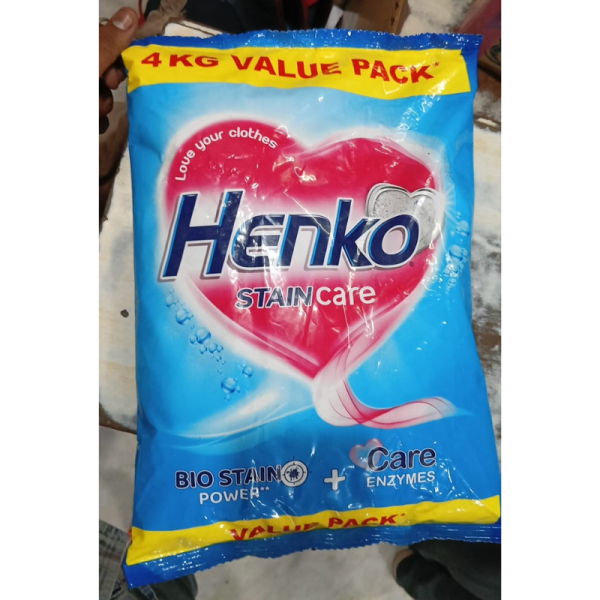 4 KG VALUE PACK*
Love your clothes
HENKO
STAIN care
BIO STAIN + Care
POWER** ENZYMES
VALUE PACK*